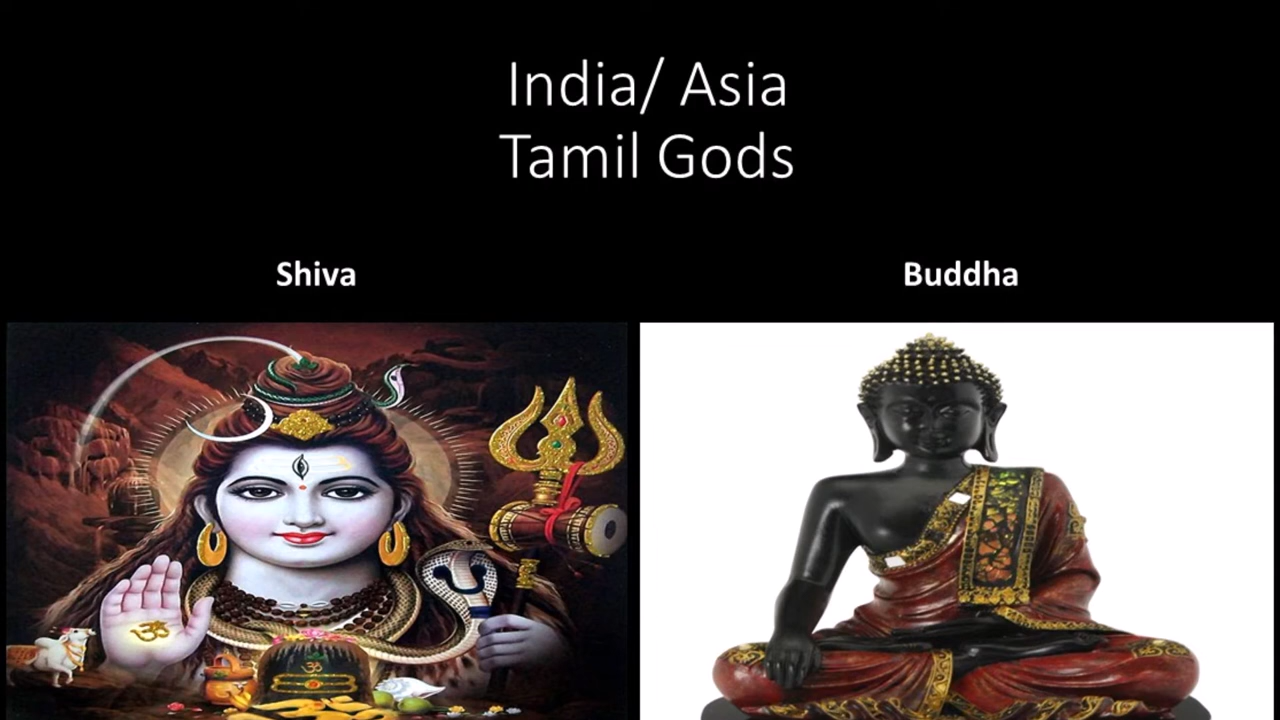 India/ Asia
Tamil Gods
Shiva
Buddha
ॐ
ॐ